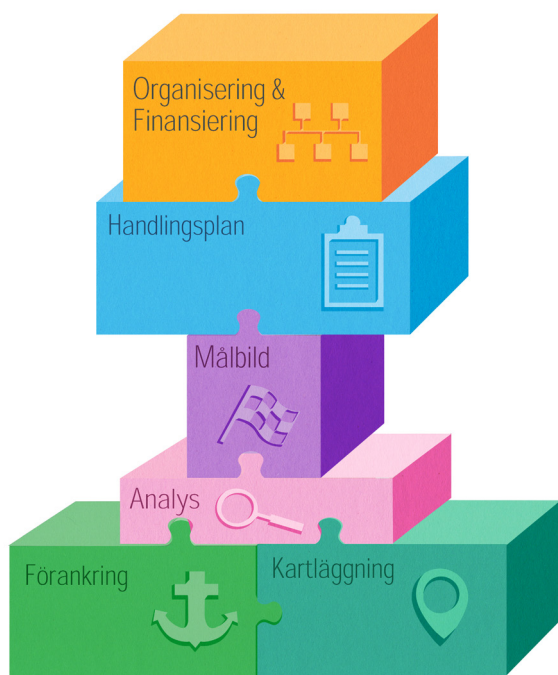 Organisering &
Finansiering
Handlingsplan
Målbild
Analys
Förankring
Kartläggning